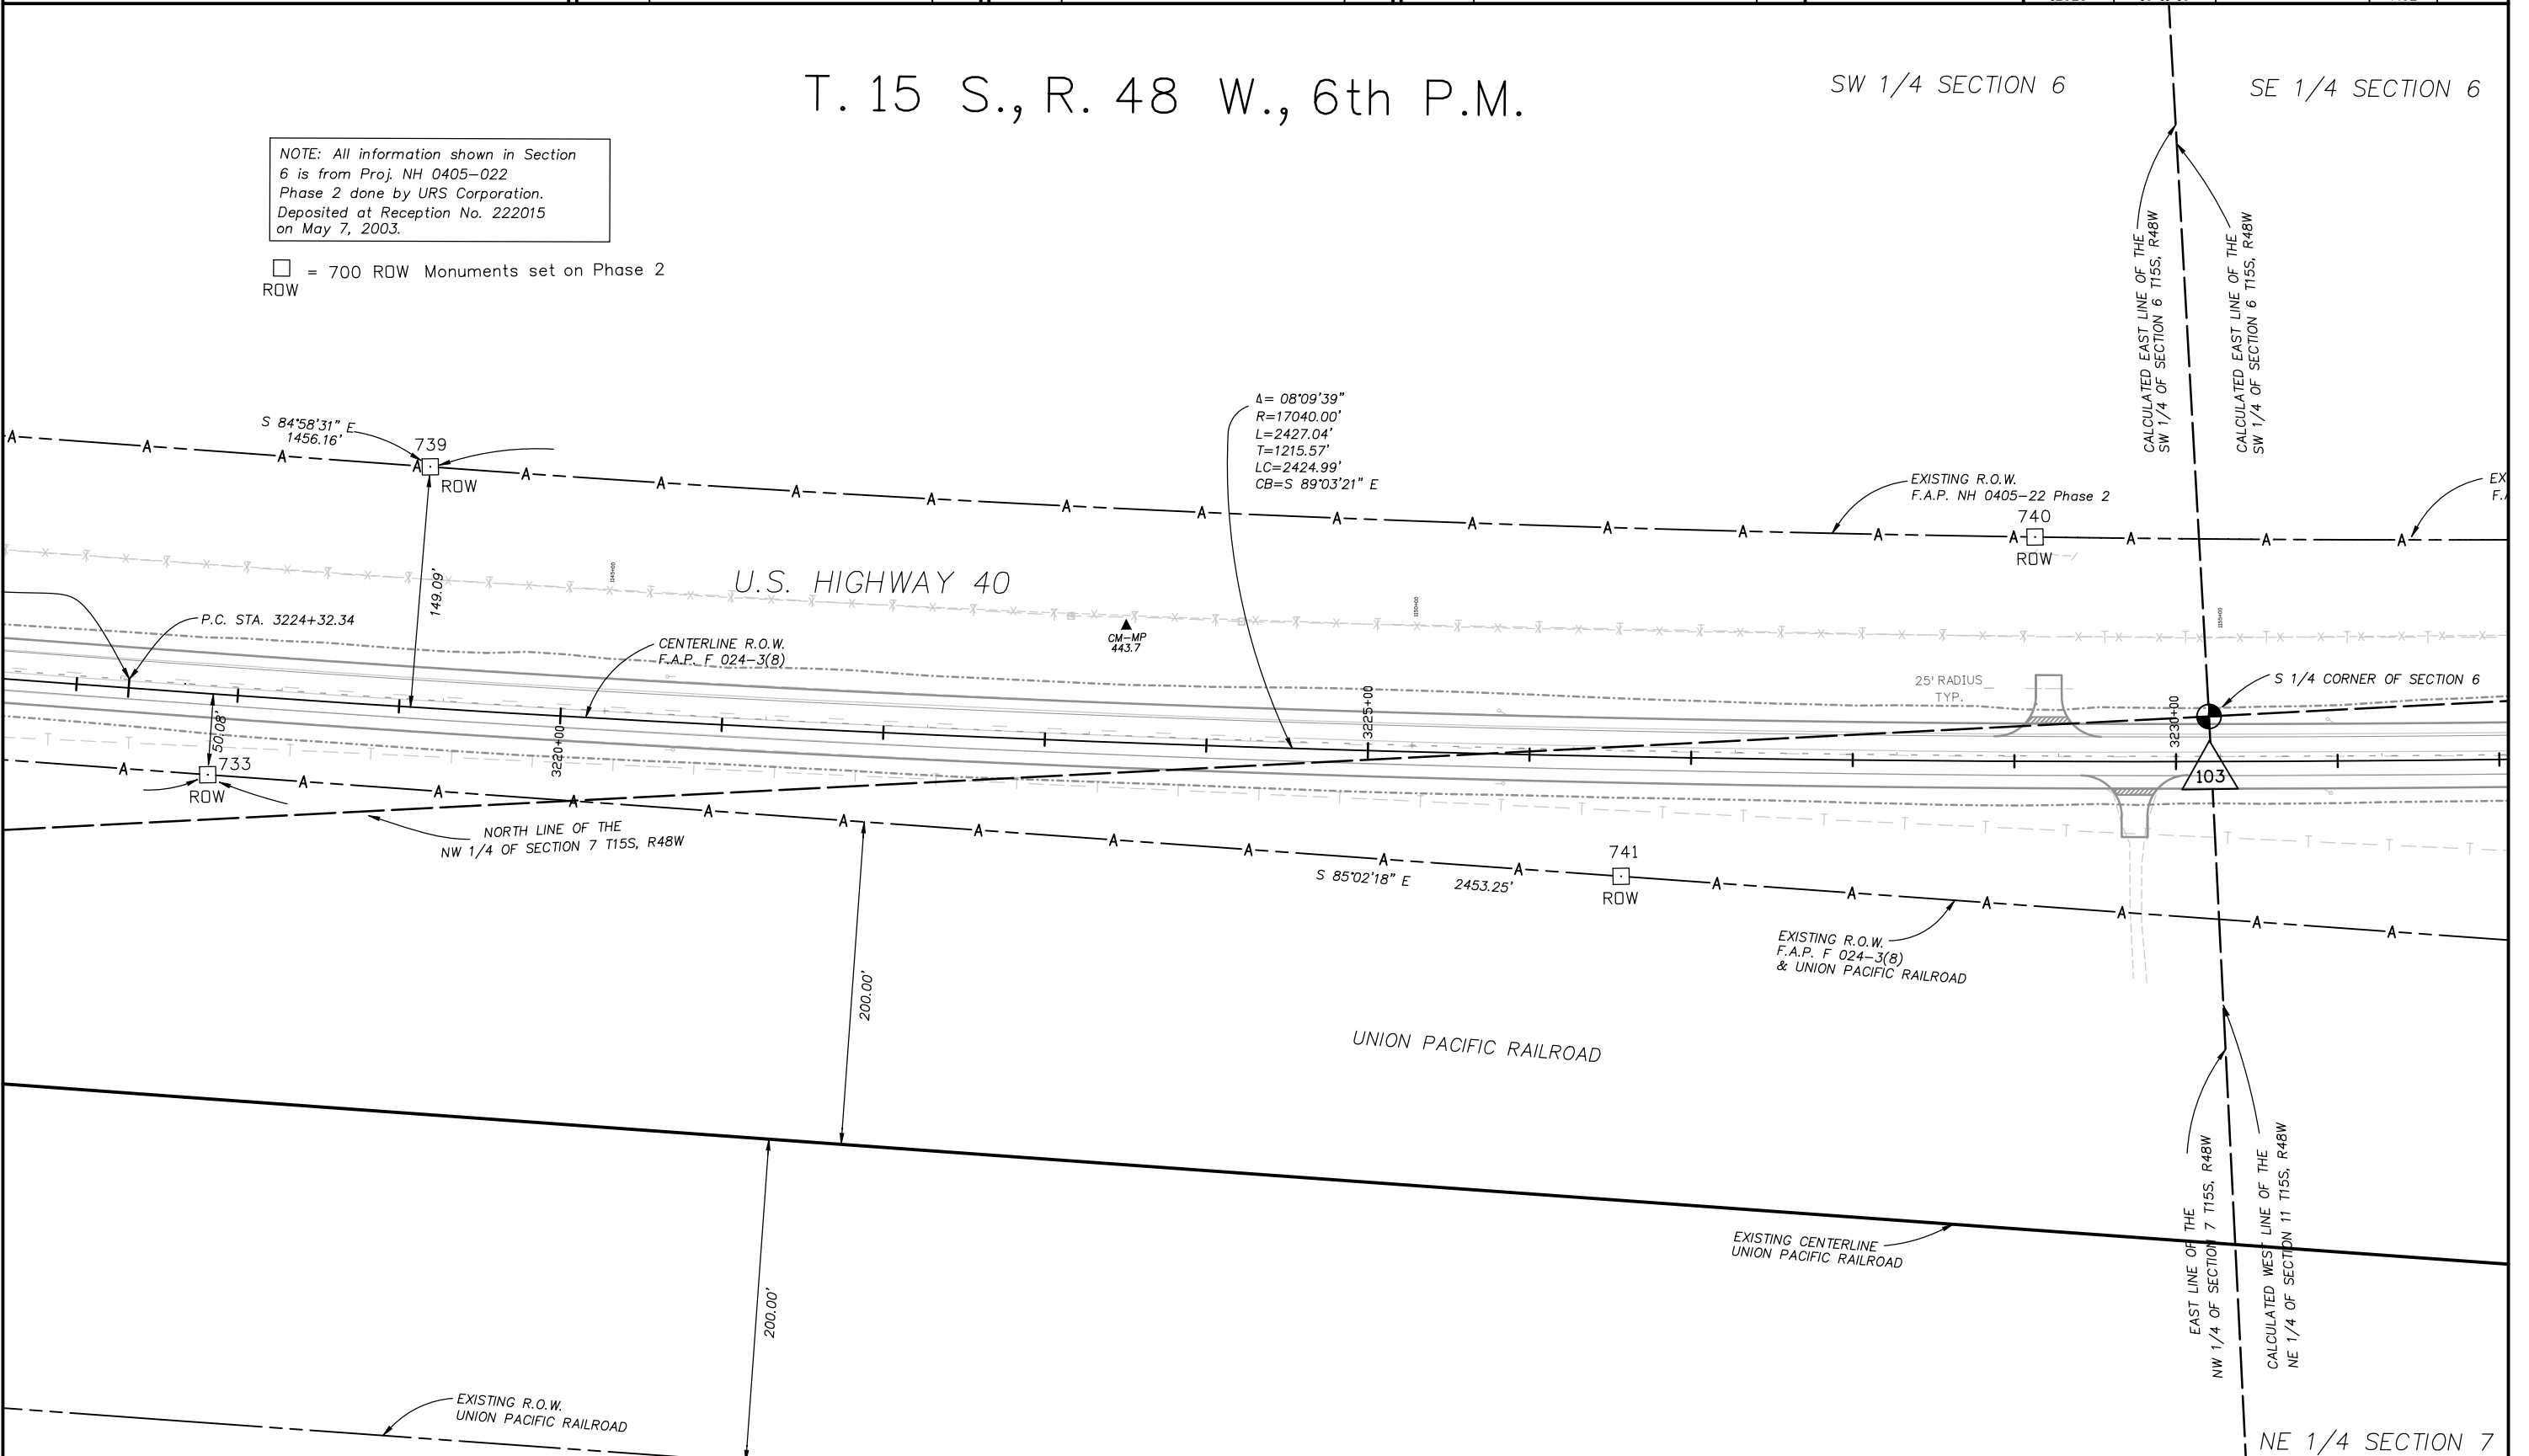 T. 15 S., R. 48 W., 6th P.M.
SW 1/4 SECTION 6
SE 1/4 SECTION 6
NOTE: All information shown in Section
6 is from Proj. NH 0405-022
Phase 2 done by URS Corporation.
Deposited at Reception No. 222015
on May 7, 2003.
= 700 ROW Monuments set on Phase 2
ROW
CALCULATED EAST LINE OF THE
SW 1/4 OF SECTION 6 T15S, R48W
CALCULATED EAST LINE OF THE
SW 1/4 OF SECTION 6 T15S, R48W
S 84°58'31" E
1456.16'
739
ROW
Δ= 08°09'39"
R=17040.00'
L=2427.04'
T=1215.57'
LC=2424.99'
CB=S 89°03'21" E
EXISTING R.O.W.
F.A.P. NH 0405-22 Phase 2
740
ROW
EX
F.A
149.09'
1145+00
U.S. HIGHWAY 40
1150+00
1155+00
P.C. STA. 3224+32.34
CENTERLINE R.O.W.
F.A.P. F 024-3(8)
CM-MP
443.7
25' RADIUS
TYP.
S 1/4 CORNER OF SECTION 6
50.08'
3220+00
3225+00
3230+00
103
733
ROW
NORTH LINE OF THE
NW 1/4 OF SECTION 7 T15S, R48W
741
ROW
S 85°02'18" E 2453.25'
EXISTING R.O.W.
F.A.P. F 024-3(8)
& UNION PACIFIC RAILROAD
200.00'
UNION PACIFIC RAILROAD
EAST LINE OF THE
NW 1/4 OF SECTION 7 T15S, R48W
CALCULATED WEST LINE OF THE
NE 1/4 OF SECTION 11 T15S, R48W
EXISTING CENTERLINE
UNION PACIFIC RAILROAD
200.00'
EXISTING R.O.W.
UNION PACIFIC RAILROAD
NE 1/4 SECTION 7